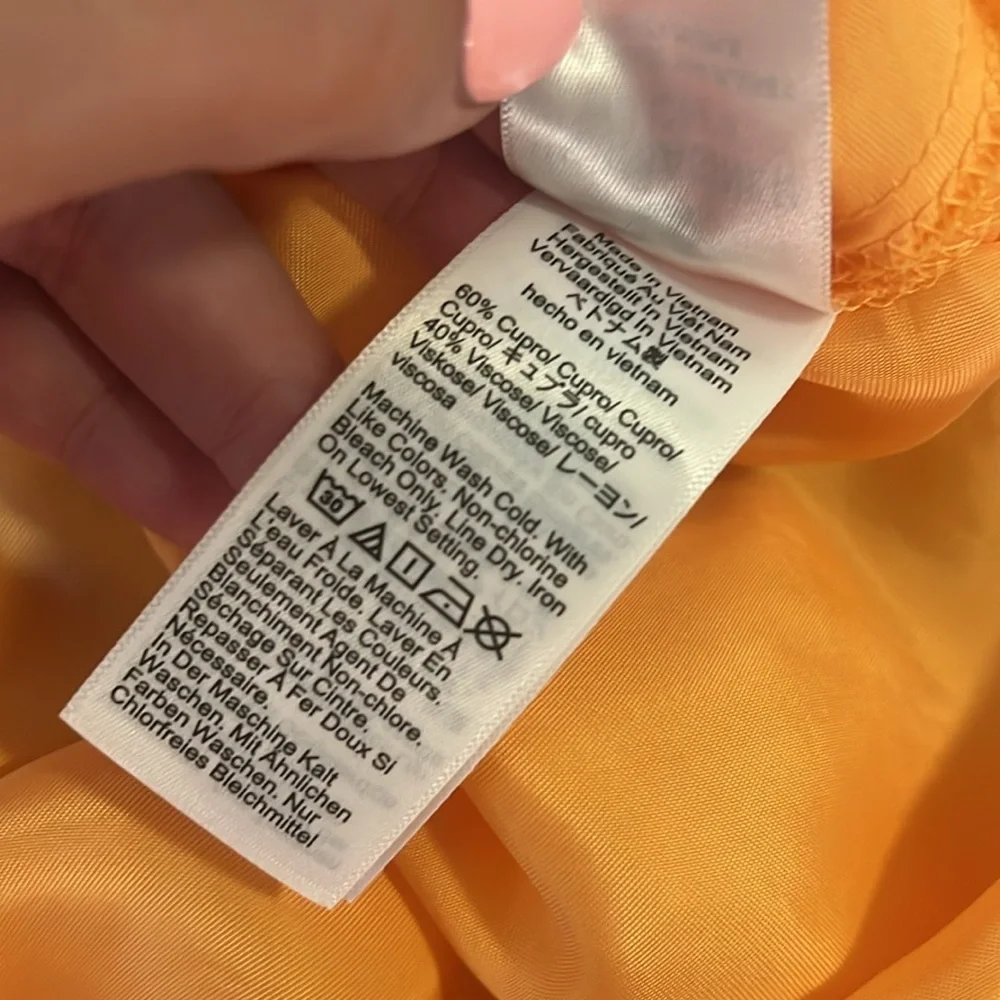 Made In Vietnam
Fabriqué Au Viêt Nam
Hergestellt In Vietnam
Vervaardigd In Vietnam
ベトナム製
hecho en vietnam
60% Cupro/ Cupro/ Cupro/
Cupro/ キュプラ/ cupro
40% Viscose/ Viscose/
Viskose/ Viscose/ レーヨン/
viscosa
Machine Wash Cold. With
Like Colors. Non-chlorine
Bleach Only. Line Dry. Iron
On Lowest Setting.
30
Laver A La Machine A
L'eau Froide. Laver En
Séparant Les Couleurs.
Seulement Agent De
Blanchiment Non-chlore.
Séchage Sur Cintre.
Repasser A Fer Doux Si
Nécessaire.
In Der Maschine Kalt
Waschen. Mit Ähnlichen
Farben Waschen. Nur
Chlorfreies Bleichmittel